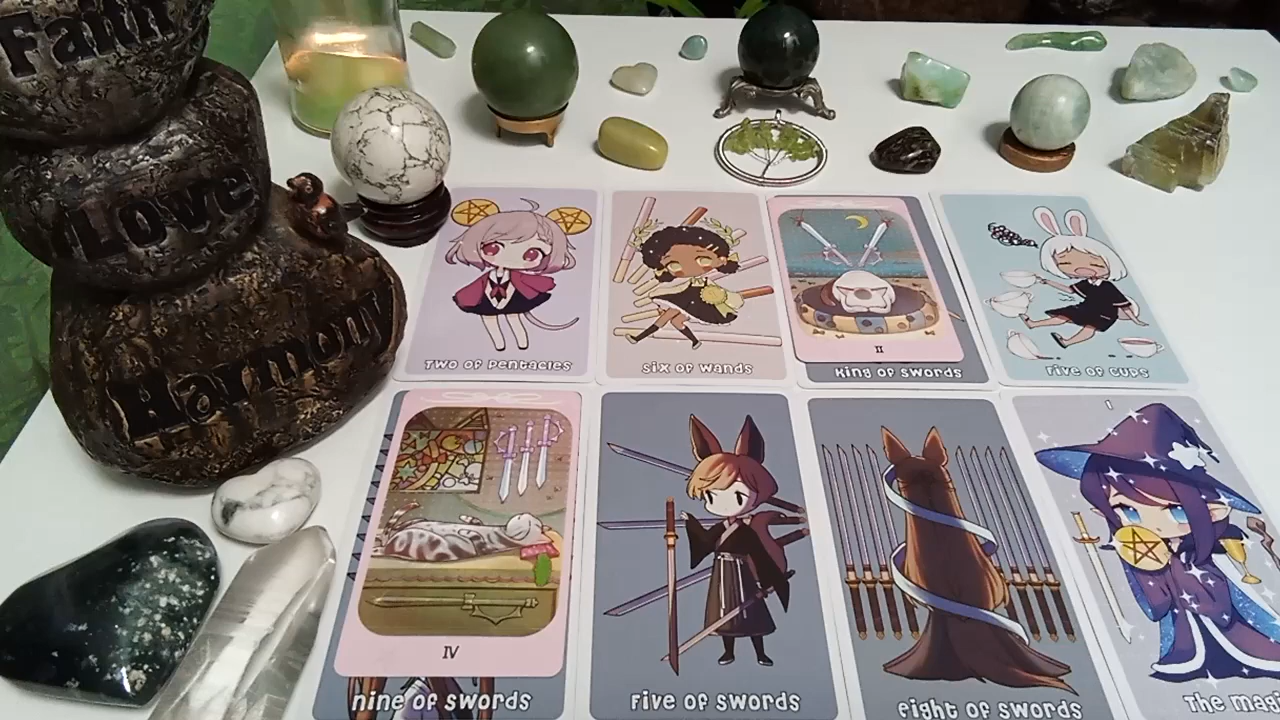 Faith
Love
Harmony
TWO OF PENTACLES
SIX OF WANDS
II
KING OF SWORDS
FIVE OF CUPS
IV
NINE OF SWORDS
FIVE OF SWORDS
EIGHT OF SWORDS
I
THE MAGI